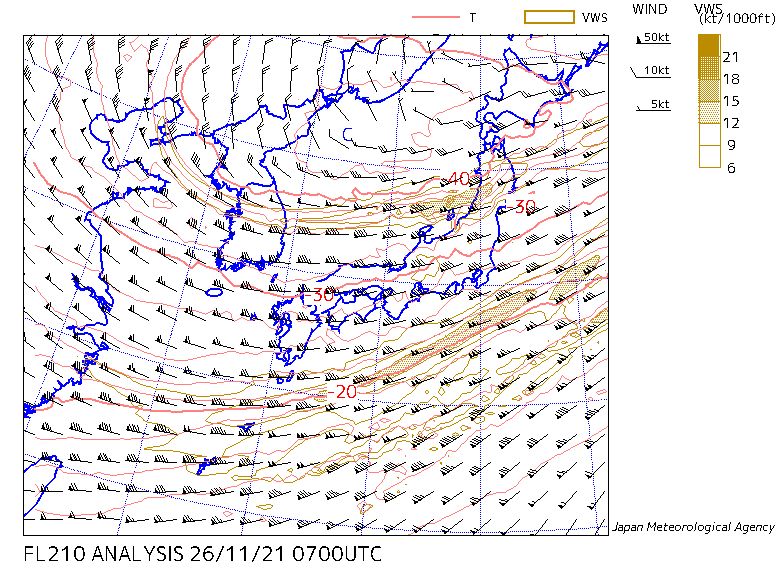 T VWS
WIND
VWS
(kt/1000ft)
50kt
10kt
5kt
21
18
15
12
9
6
C
-40
-30
-30
-20
Japan Meteorological Agency
FL210 ANALYSIS 26/11/21 0700UTC